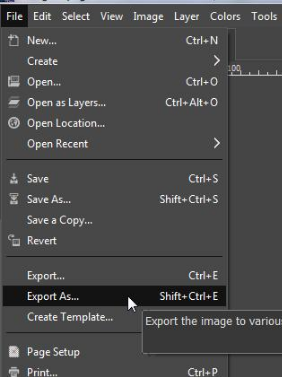 File Edit Select View Image Layer Colors Tools
New... Ctrl+N
Create
100
Open... Ctrl+O
Open as Layers... Ctrl+Alt+O
Open Location...
Open Recent
Save Ctrl+S
Save As... Shift+Ctrl+S
Save a Copy...
Revert
Export... Ctrl+E
Export As... Shift+Ctrl+E
Create Template...
Export the image to various
Page Setup
Print... Ctrl+P